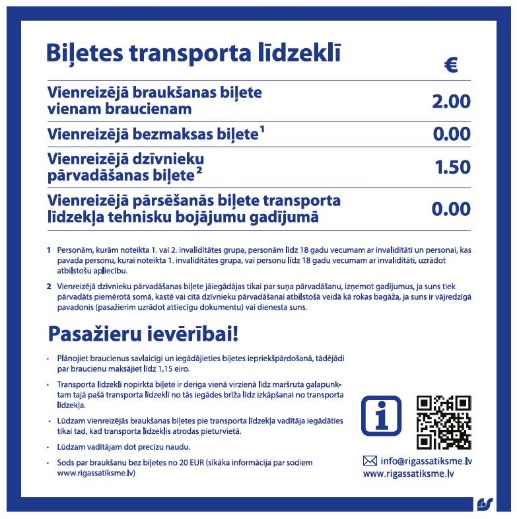 Biļetes transporta līdzeklī
€
Vienreizējā braukšanas biļete
vienam braucienam
2.00
Vienreizējā bezmaksas biļete¹
0.00
Vienreizējā dzīvnieku
pārvadāšanas biļete²
1.50
Vienreizējā pārsēšanās biļete transporta
līdzekļa tehnisku bojājumu gadījumā
0.00
1 Personām, kurām noteikta 1. vai 2. invaliditātes grupa, personām līdz 18 gadu vecumam ar invaliditāti un personai, kas
pavada personu, kurai noteikta 1. invaliditātes grupa, vai personu līdz 18 gadu vecumam ar invaliditāti, uzrādot
atbilstošu apliecību.
2 Vienreizējā dzīvnieku pārvadāšanas biļete jāiegādājas tikai par suņa pārvadāšanu, izņemot gadījumus, ja suns tiek
pārvadāts piemērotā somā, kastē vai citā dzīvnieku pārvadāšanai atbilstošā veidā kā rokas bagāža, ja suns ir vājredzīgā
pavadonis (pasažierim uzrādot attiecīgu dokumentu) vai dienesta suns.
Pasažieru ievērībai!
· Plānojiet braucienus savlaicīgi un iegādājieties biļetes iepriekšpārdošanā, tādējādi
par braucienu maksājiet līdz 1,15 eiro.
· Transporta līdzeklī nopirkta biļete ir derīga vienā virzienā līdz maršruta galapunk-
tam tajā pašā transporta līdzeklī no tās iegādes brīža līdz izkāpšanai no transporta
līdzekļa.
· Lūdzam vienreizējās braukšanas biļetes pie transporta līdzekļa vadītāja iegādāties
tikai tad, kad transporta līdzeklis atrodas pieturvietā.
· Lūdzam vadītājam dot precīzu naudu.
· Sods par braukšanu bez biļetes no 20 EUR (sīkāka informācija par sodiem
www.rigassatiksme.lv)
i
info@rigassatiksme.lv
www.rigassatiksme.lv